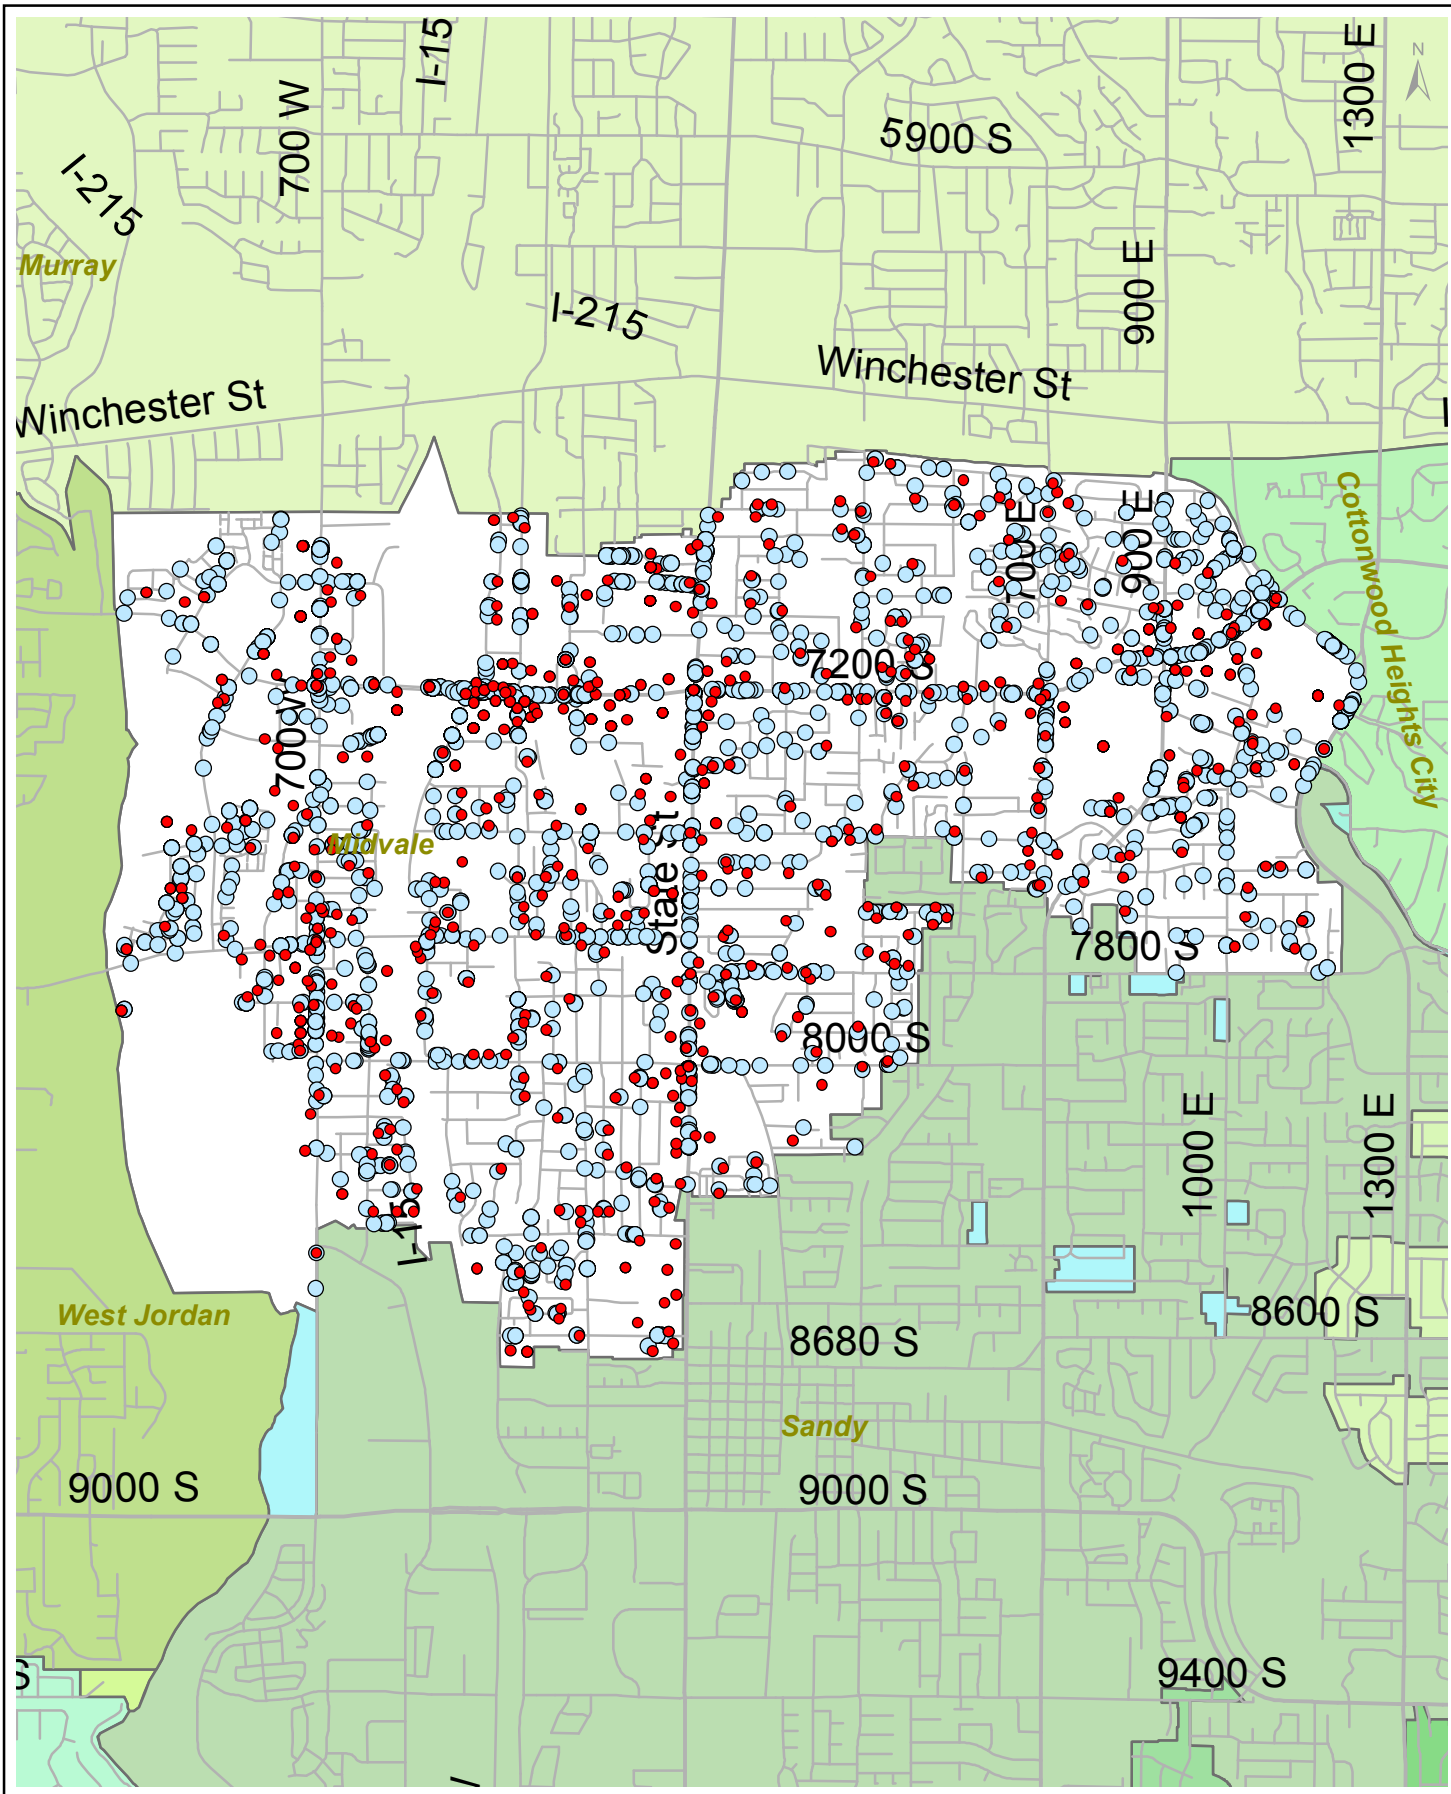 I-15
700 W
1300 E
N
5900 S
I-215
900 E
Murray
I-215
Winchester St
Winchester St
Cottonwood Heights City
700 E
900 E
7200 S
700 W
Midvale
State St
7800 S
8000 S
1000 E
1300 E
I-15
West Jordan
8600 S
8680 S
Sandy
9000 S
9000 S
9400 S
S